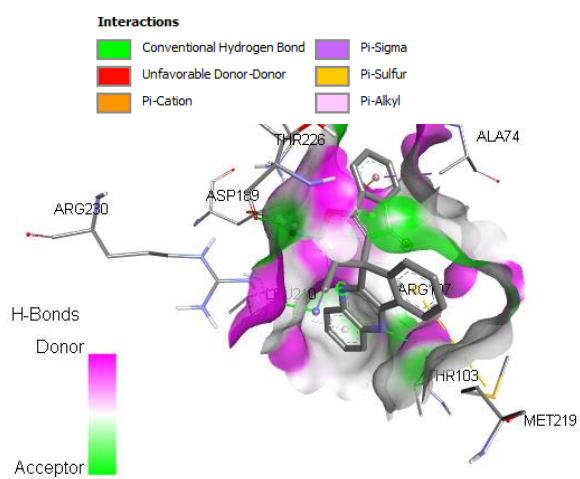 Interactions
Conventional Hydrogen Bond
Unfavorable Donor-Donor
Pi-Cation
Pi-Sigma
Pi-Sulfur
Pi-Alkyl
THR226
ALA74
ASP189
ARG230
LEU210
H-Bonds
Donor
Acceptor
THR103
MET219